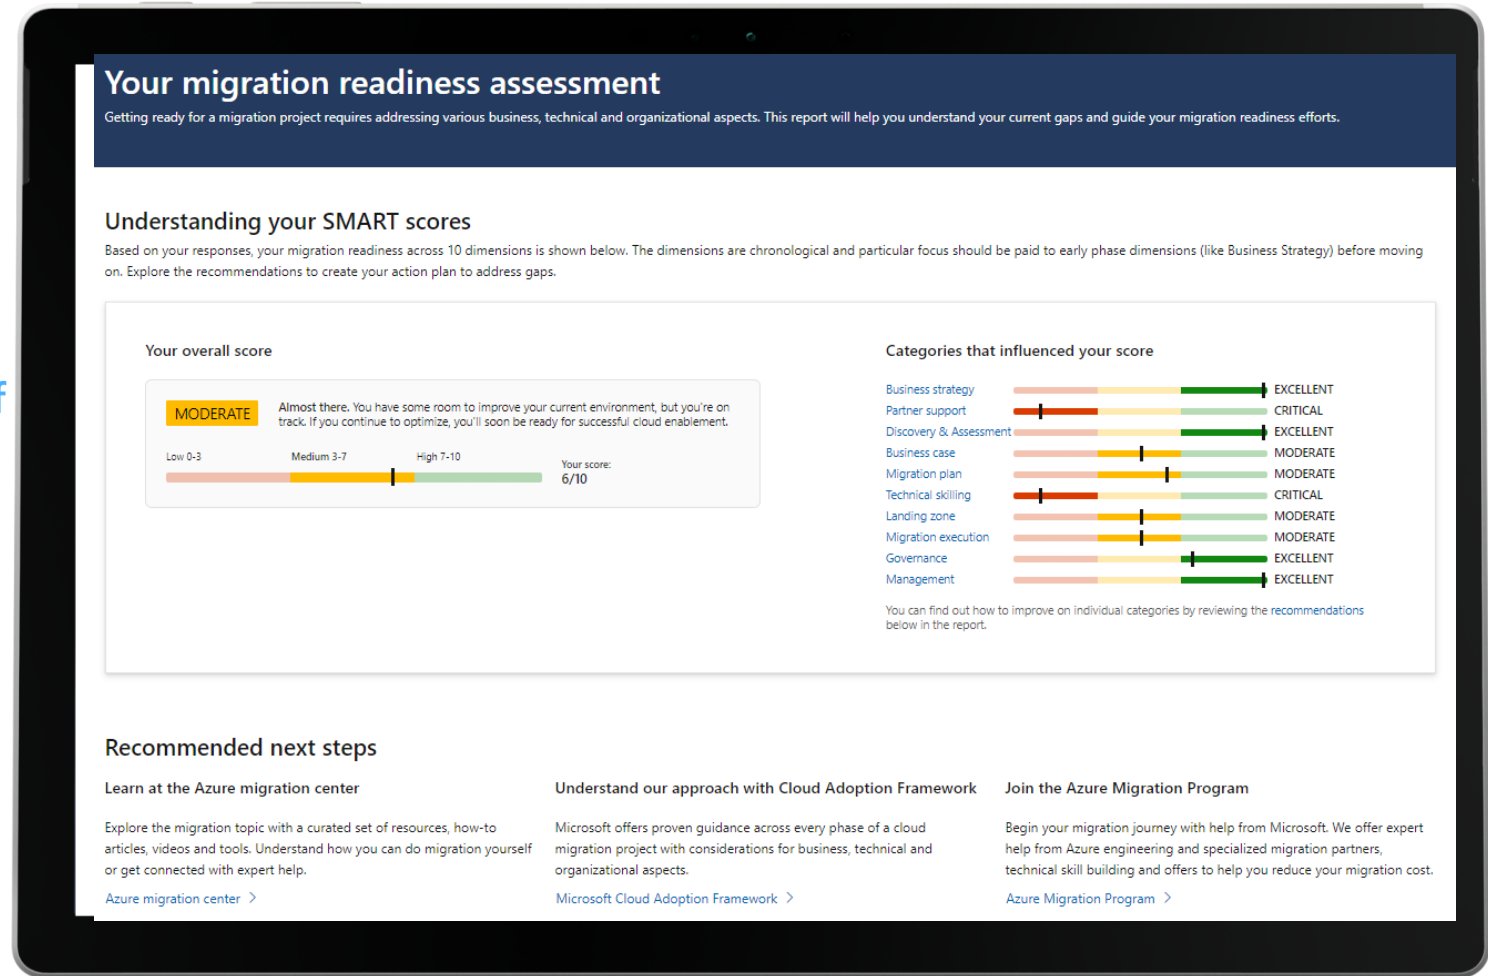 Your migration readiness assessment
Getting ready for a migration project requires addressing various business, technical and organizational aspects. This report will help you understand your current gaps and guide your migration readiness efforts.
Understanding your SMART scores
Based on your responses, your migration readiness across 10 dimensions is shown below. The dimensions are chronological and particular focus should be paid to early phase dimensions (like Business Strategy) before moving
on. Explore the recommendations to create your action plan to address gaps.
Your overall score
MODERATE
Almost there. You have some room to improve your current environment, but you're on
track. If you continue to optimize, you'll soon be ready for successful cloud enablement.
Low 0-3
Medium 3-7
High 7-10
Your score:
6/10
Categories that influenced your score
Business strategy EXCELLENT
Partner support CRITICAL
Discovery & Assessment EXCELLENT
Business case MODERATE
Migration plan MODERATE
Technical skilling CRITICAL
Landing zone MODERATE
Migration execution MODERATE
Governance EXCELLENT
Management EXCELLENT
You can find out how to improve on individual categories by reviewing the recommendations
below in the report.
f
Recommended next steps
Learn at the Azure migration center
Explore the migration topic with a curated set of resources, how-to
articles, videos and tools. Understand how you can do migration yourself
or get connected with expert help.
Azure migration center >
Understand our approach with Cloud Adoption Framework
Microsoft offers proven guidance across every phase of a cloud
migration project with considerations for business, technical and
organizational aspects.
Microsoft Cloud Adoption Framework >
Join the Azure Migration Program
Begin your migration journey with help from Microsoft. We offer expert
help from Azure engineering and specialized migration partners,
technical skill building and offers to help you reduce your migration cost.
Azure Migration Program >